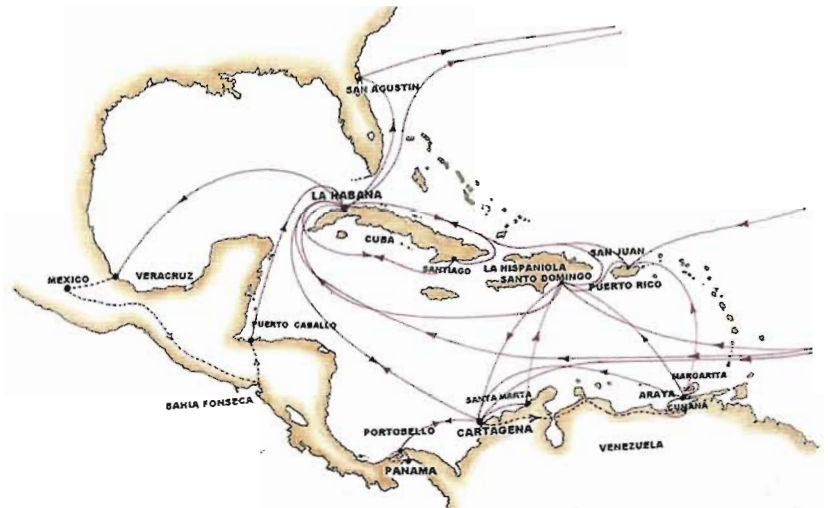 SAN AGUSTIN
LA HABANA
CUBA
SANTIAGO
LA HISPANIOLA
SANTO DOMINGO
SAN JUAN
PUERTO RICO
MEXICO
VERACRUZ
PUERTO CABALLO
BAHIA FONSECA
MARGARITA
ARAYA
CUMANÁ
SANTA MARTA
CARTAGENA
PORTOBELLO
PANAMA
VENEZUELA